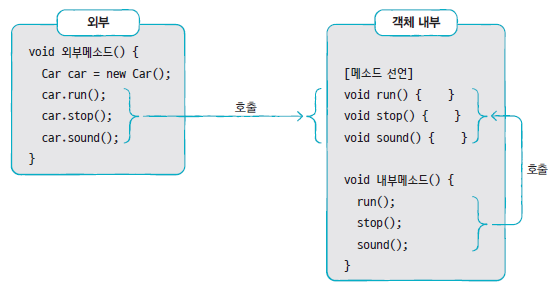 외부
void 외부메소드() {
Car car = new Car();
car.run();
car.stop();
car.sound();
}
호출
객체 내부
[메소드 선언]
void run() {    }
void stop() {    }
void sound() {    }
void 내부메소드() {
run();
stop();
sound();
}
호출